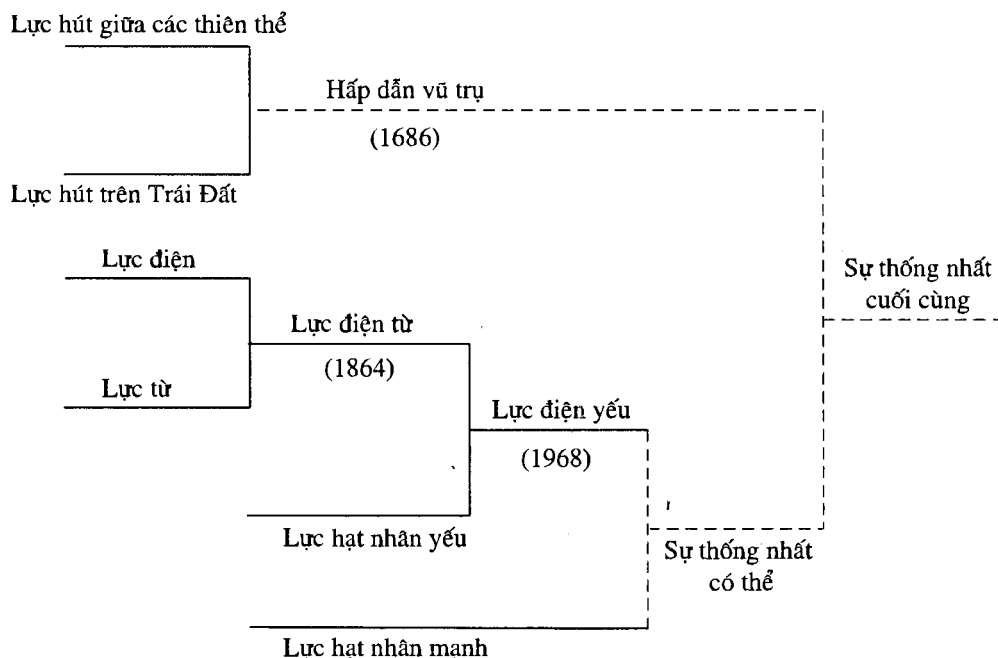 Lực hút giữa các thiên thể
Hấp dẫn vũ trụ
(1686)
Lực hút trên Trái Đất
Lực điện
Lực điện từ
(1864)
Lực từ
Lực điện yếu
(1968)
Lực hạt nhân yếu
Lực hạt nhân mạnh
Sự thống nhất
có thể
Sự thống nhất
cuối cùng